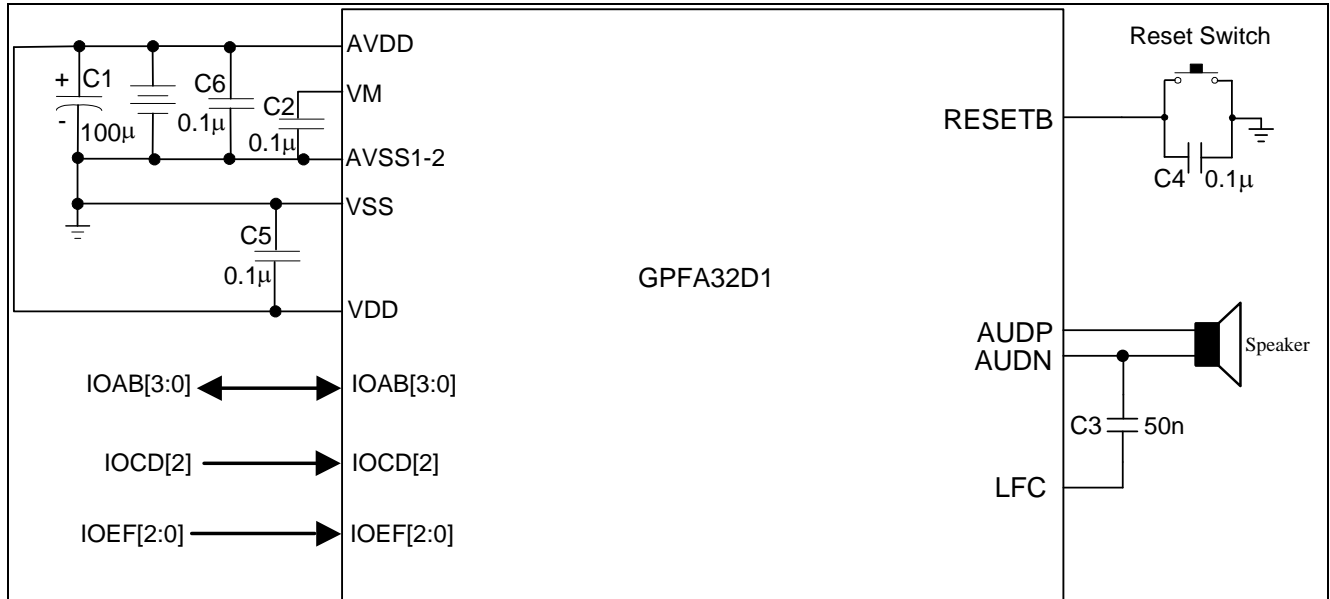 AVDD
+ C1
C6
VM
C2
- 100μ
0.1μ
0.1μ
AVSS1-2
VSS
C5
0.1μ
VDD
IOAB[3:0] IOAB[3:0]
IOCD[2] IOCD[2]
IOEF[2:0] IOEF[2:0]
GPFA32D1
Reset Switch
RESETB
C4 0.1μ
AUDP
AUDN
Speaker
C3 50n
LFC